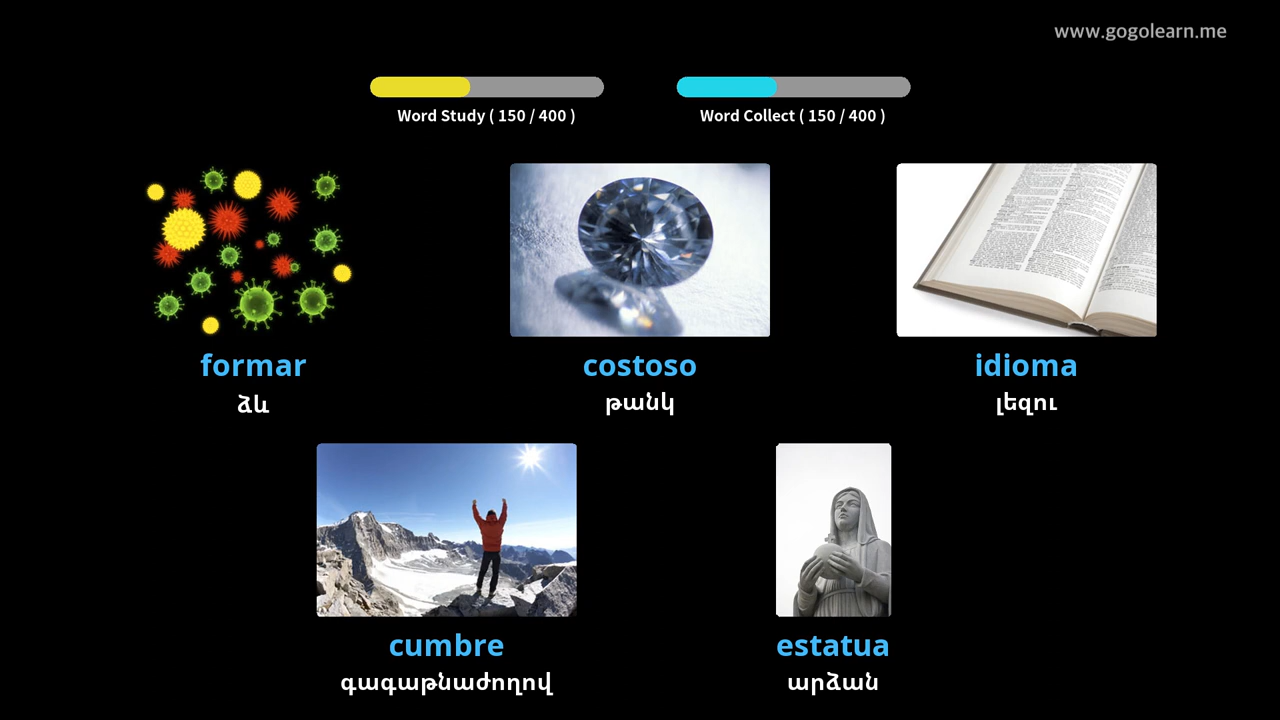 www.gogolearn.me
Word Study ( 150 / 400 )
Word Collect ( 150 / 400 )
formar
ձև
costoso
թանկ
idioma
լեզու
cumbre
գագաթնաժողով
estatua
արձան